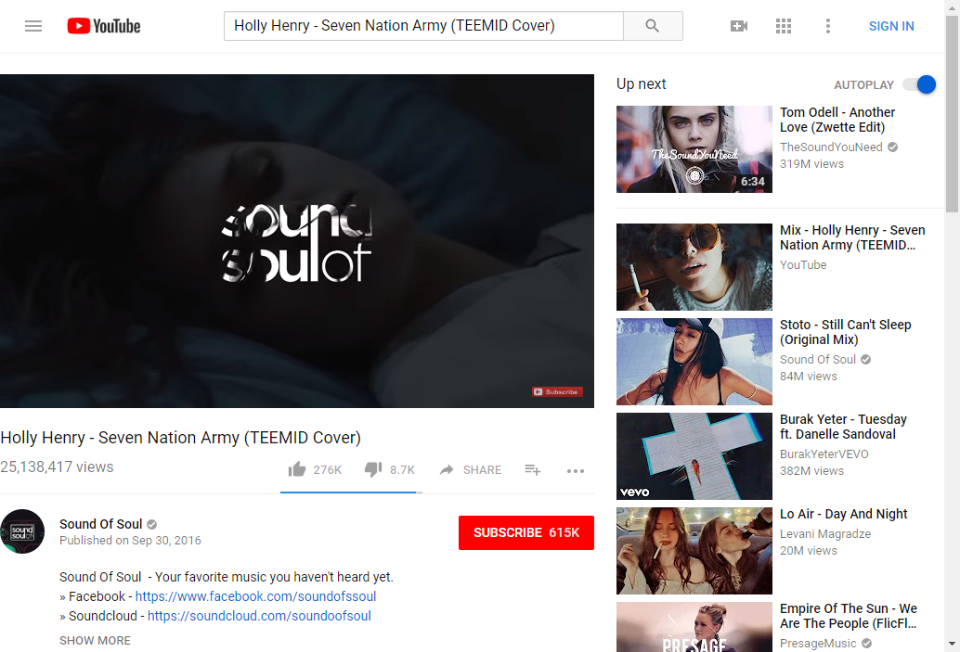 YouTube
Holly Henry - Seven Nation Army (TEEMID Cover)
SIGN IN
sound
soulof
Subscribe
Holly Henry - Seven Nation Army (TEEMID Cover)
25,138,417 views
276K
8.7K
SHARE
sound
soulof
Sound Of Soul
Published on Sep 30, 2016
SUBSCRIBE 615K
Sound Of Soul - Your favorite music you haven't heard yet.
» Facebook - https://www.facebook.com/soundofssoul
» Soundcloud - https://soundcloud.com/soundoofsoul
SHOW MORE
Up next
AUTOPLAY
TheSoundYouNeed
6:34
Tom Odell - Another
Love (Zwette Edit)
TheSoundYouNeed
319M views
Mix - Holly Henry - Seven
Nation Army (TEEMID...
YouTube
Stoto - Still Can't Sleep
(Original Mix)
Sound Of Soul
84M views
vevo
Burak Yeter - Tuesday
ft. Danelle Sandoval
BurakYeterVEVO
382M views
Lo Air - Day And Night
Levani Magradze
20M views
PRESAGE
Empire Of The Sun - We
Are The People (FlicFl...
PresageMusic